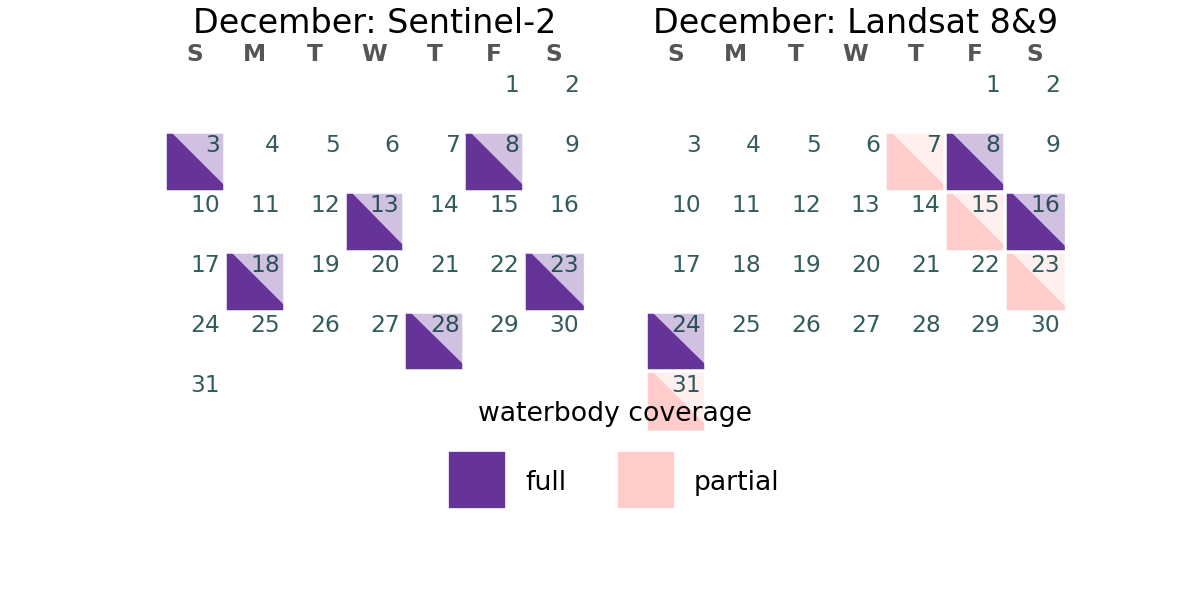 December: Sentinel-2
S M T W T F S
1 2
3 4 5 6 7 8 9
10 11 12 13 14 15 16
17 18 19 20 21 22 23
24 25 26 27 28 29 30
31
December: Landsat 8&9
S M T W T F S
1 2
3 4 5 6 7 8 9
10 11 12 13 14 15 16
17 18 19 20 21 22 23
24 25 26 27 28 29 30
31
waterbody coverage
full partial